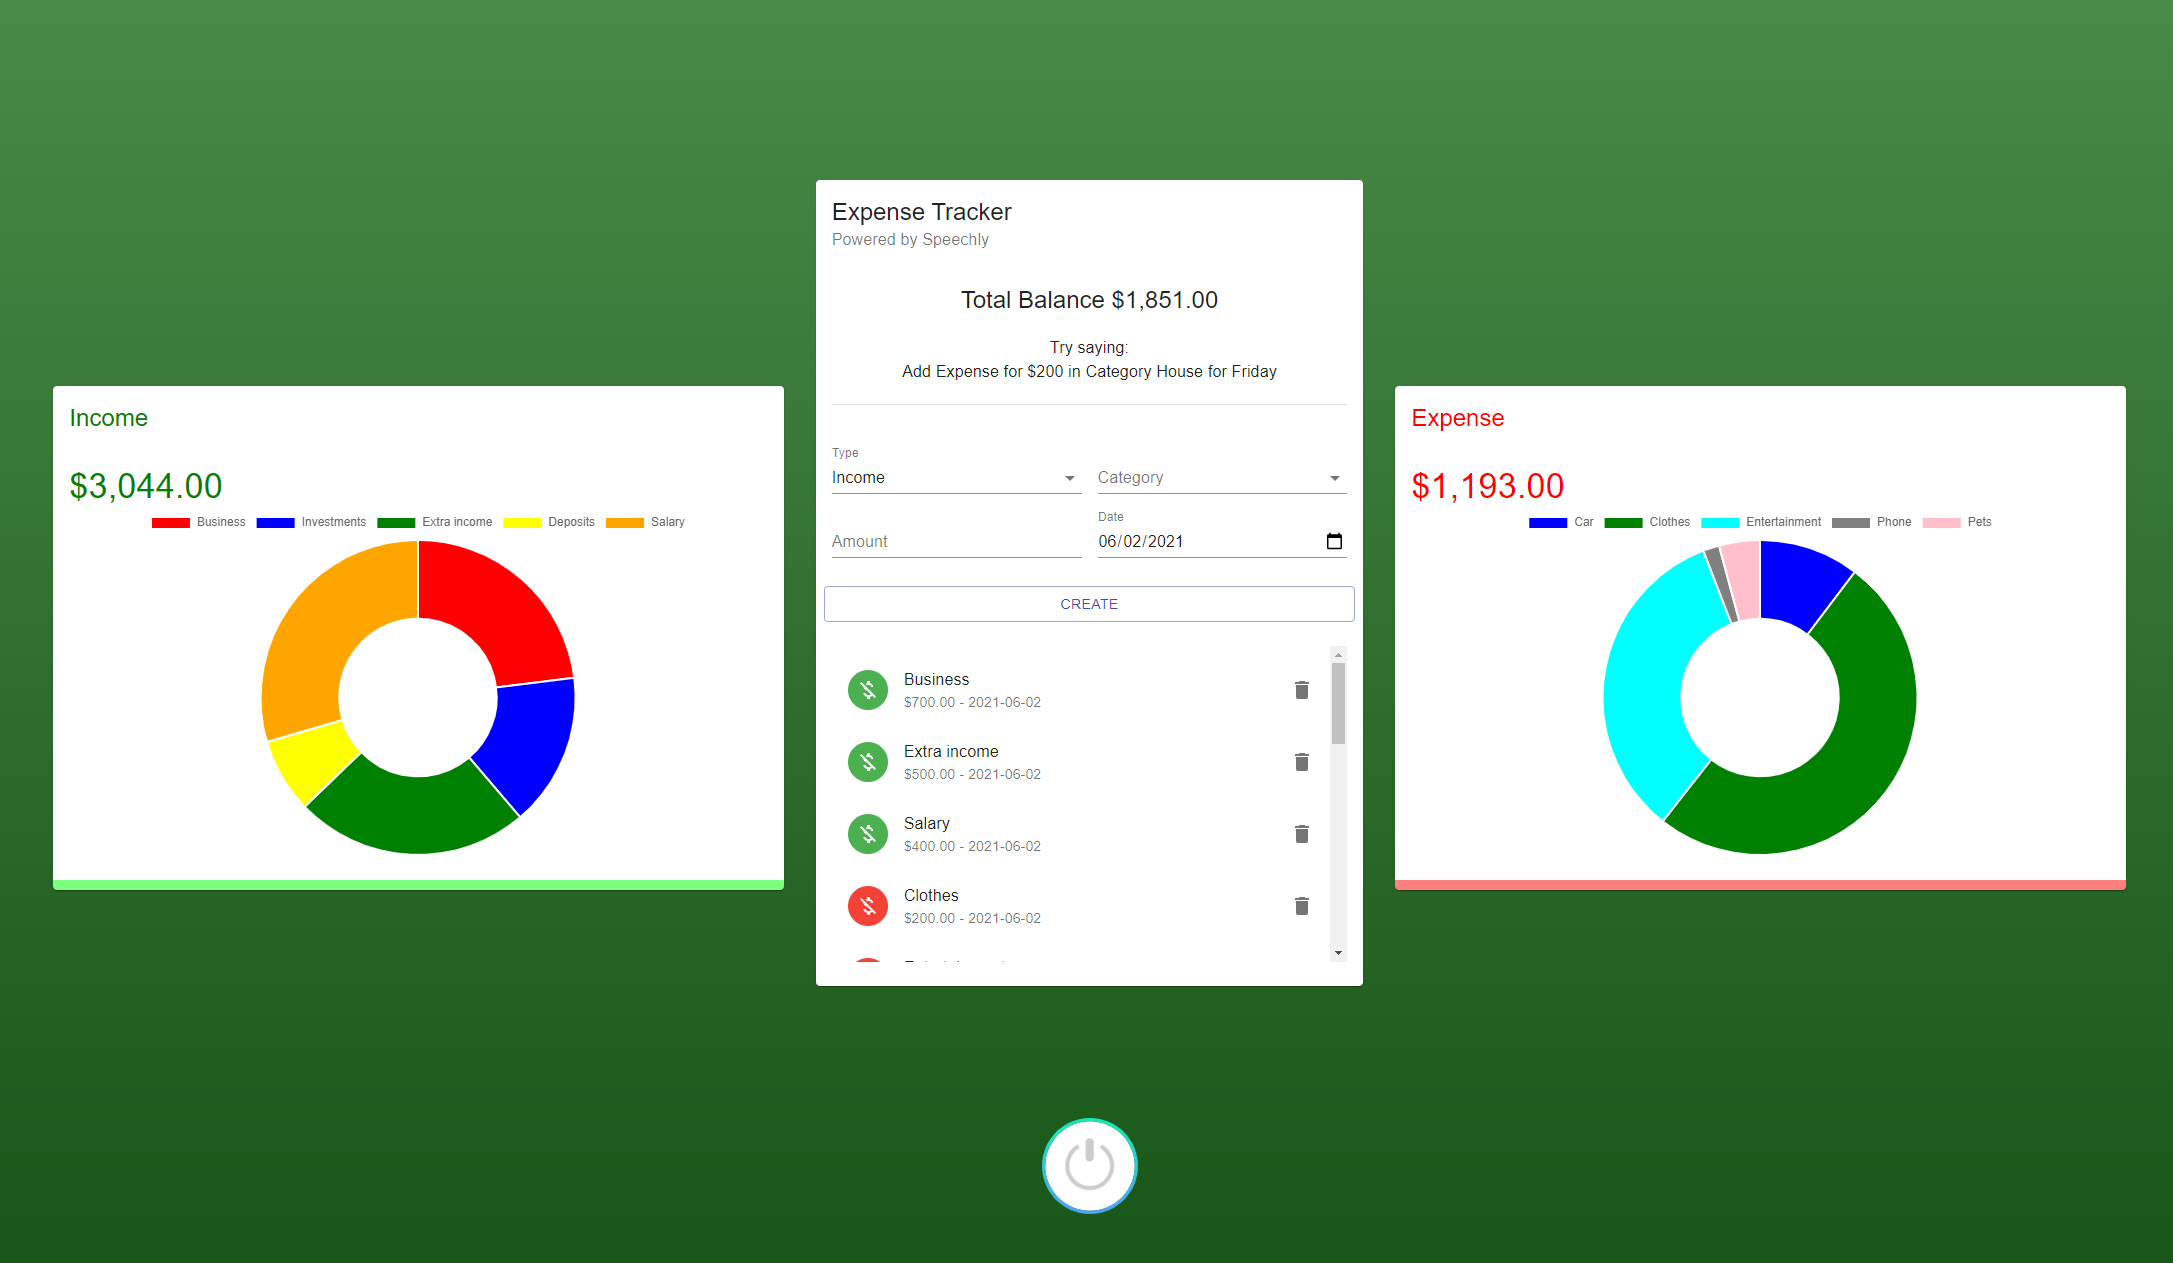 Income
$3,044.00
Business Investments Extra income Deposits Salary
Expense Tracker
Powered by Speechly
Total Balance $1,851.00
Try saying:
Add Expense for $200 in Category House for Friday
Type
Income
Category
Amount
Date
06/02/2021
CREATE
Business
$700.00 - 2021-06-02
Extra income
$500.00 - 2021-06-02
Salary
$400.00 - 2021-06-02
Clothes
$200.00 - 2021-06-02
Expense
$1,193.00
Car Clothes Entertainment Phone Pets